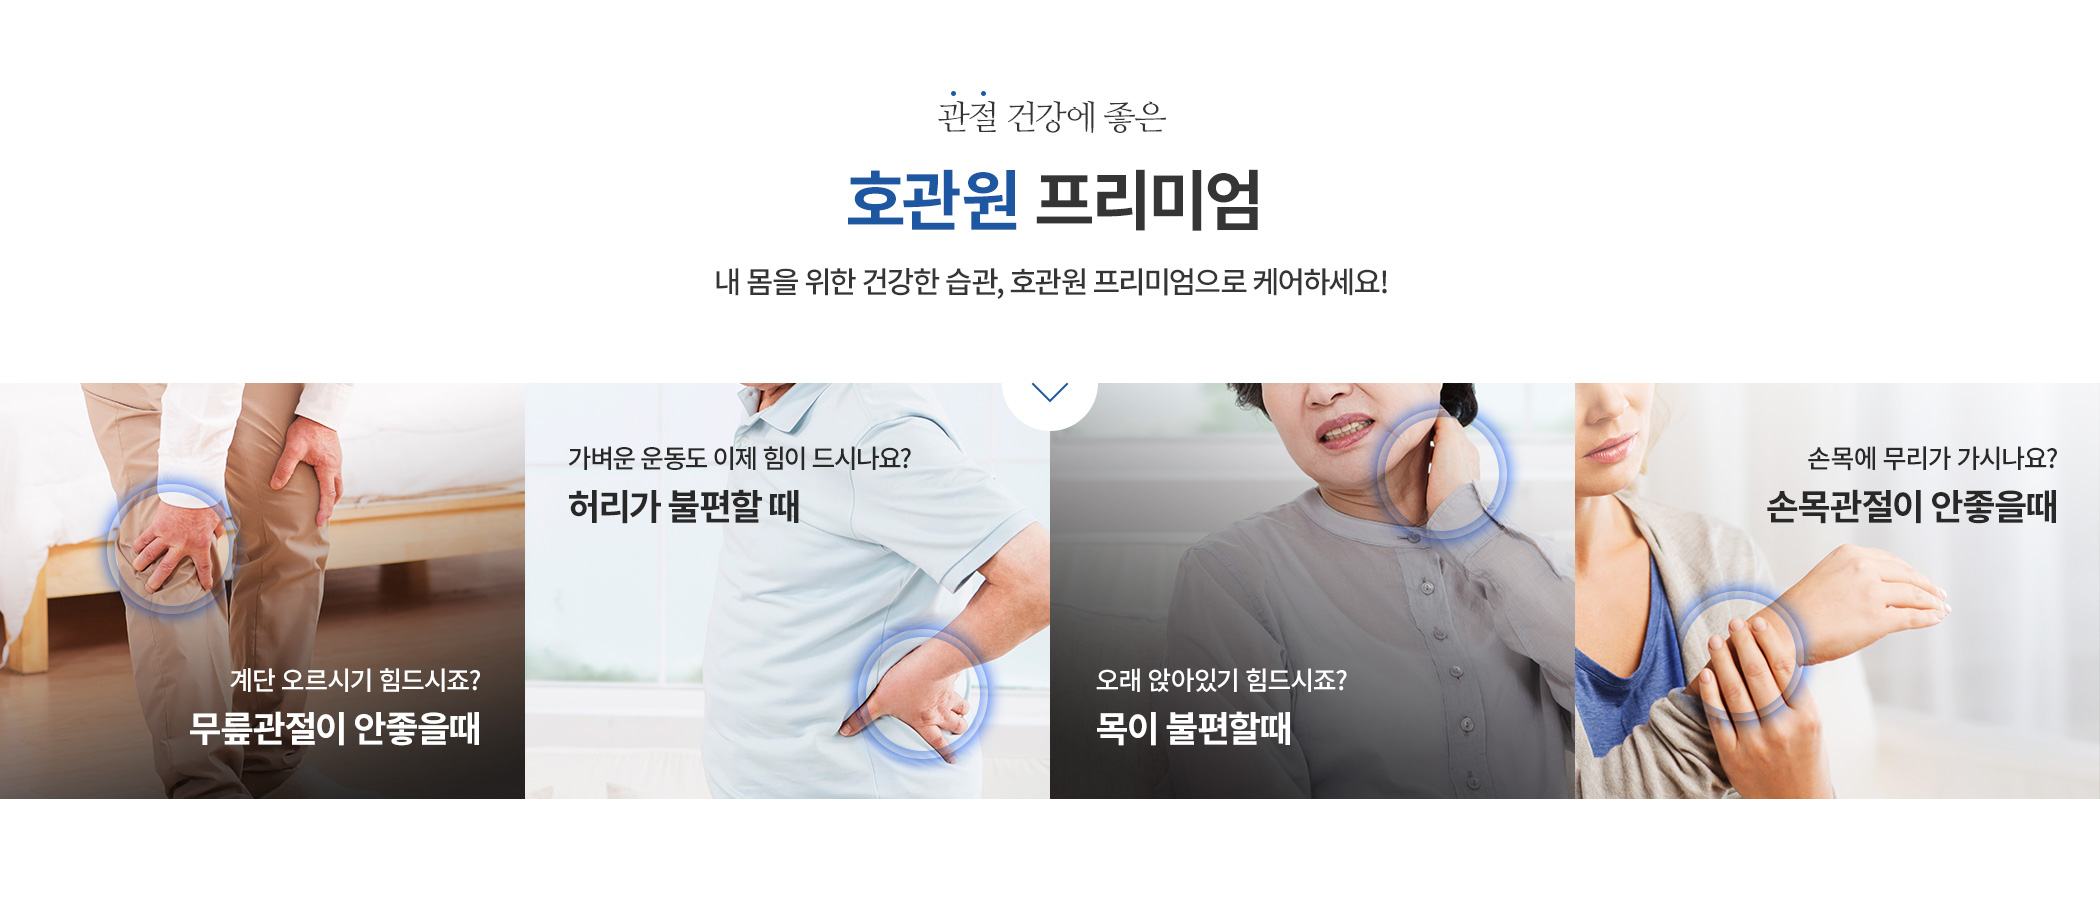 관절 건강에 좋은
호관원 프리미엄
내 몸을 위한 건강한 습관, 호관원 프리미엄으로 케어하세요!
계단 오르시기 힘드시죠?
무릎관절이 안좋을때
가벼운 운동도 이제 힘이 드시나요?
허리가 불편할 때
오래 앉아있기 힘드시죠?
목이 불편할때
손목에 무리가 가시나요?
손목관절이 안좋을때